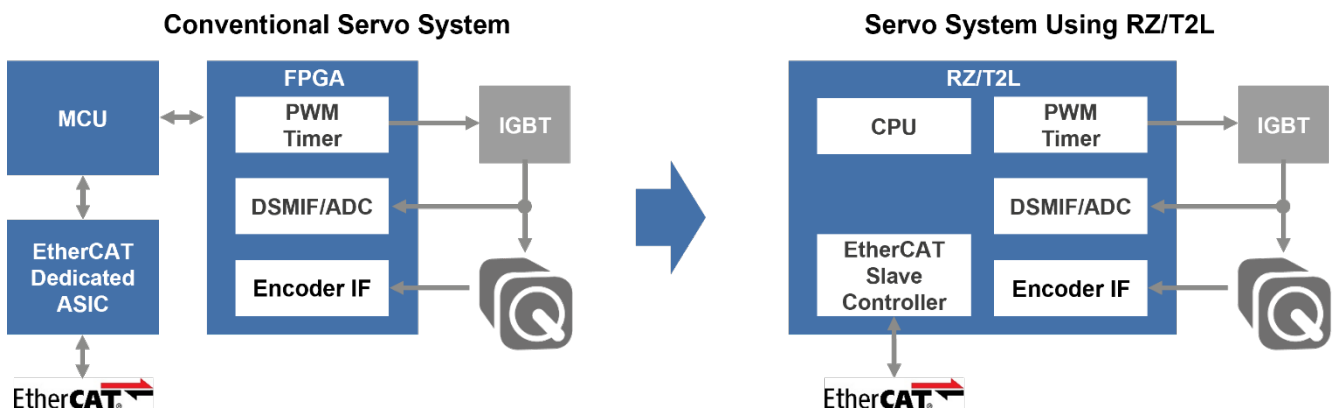 Conventional Servo System
MCU
EtherCAT
Dedicated
ASIC
EtherCAT®
FPGA
PWM
Timer
DSMIF/ADC
Encoder IF
IGBT
Servo System Using RZ/T2L
RZ/T2L
CPU
EtherCAT
Slave
Controller
EtherCAT®
PWM
Timer
DSMIF/ADC
Encoder IF
IGBT